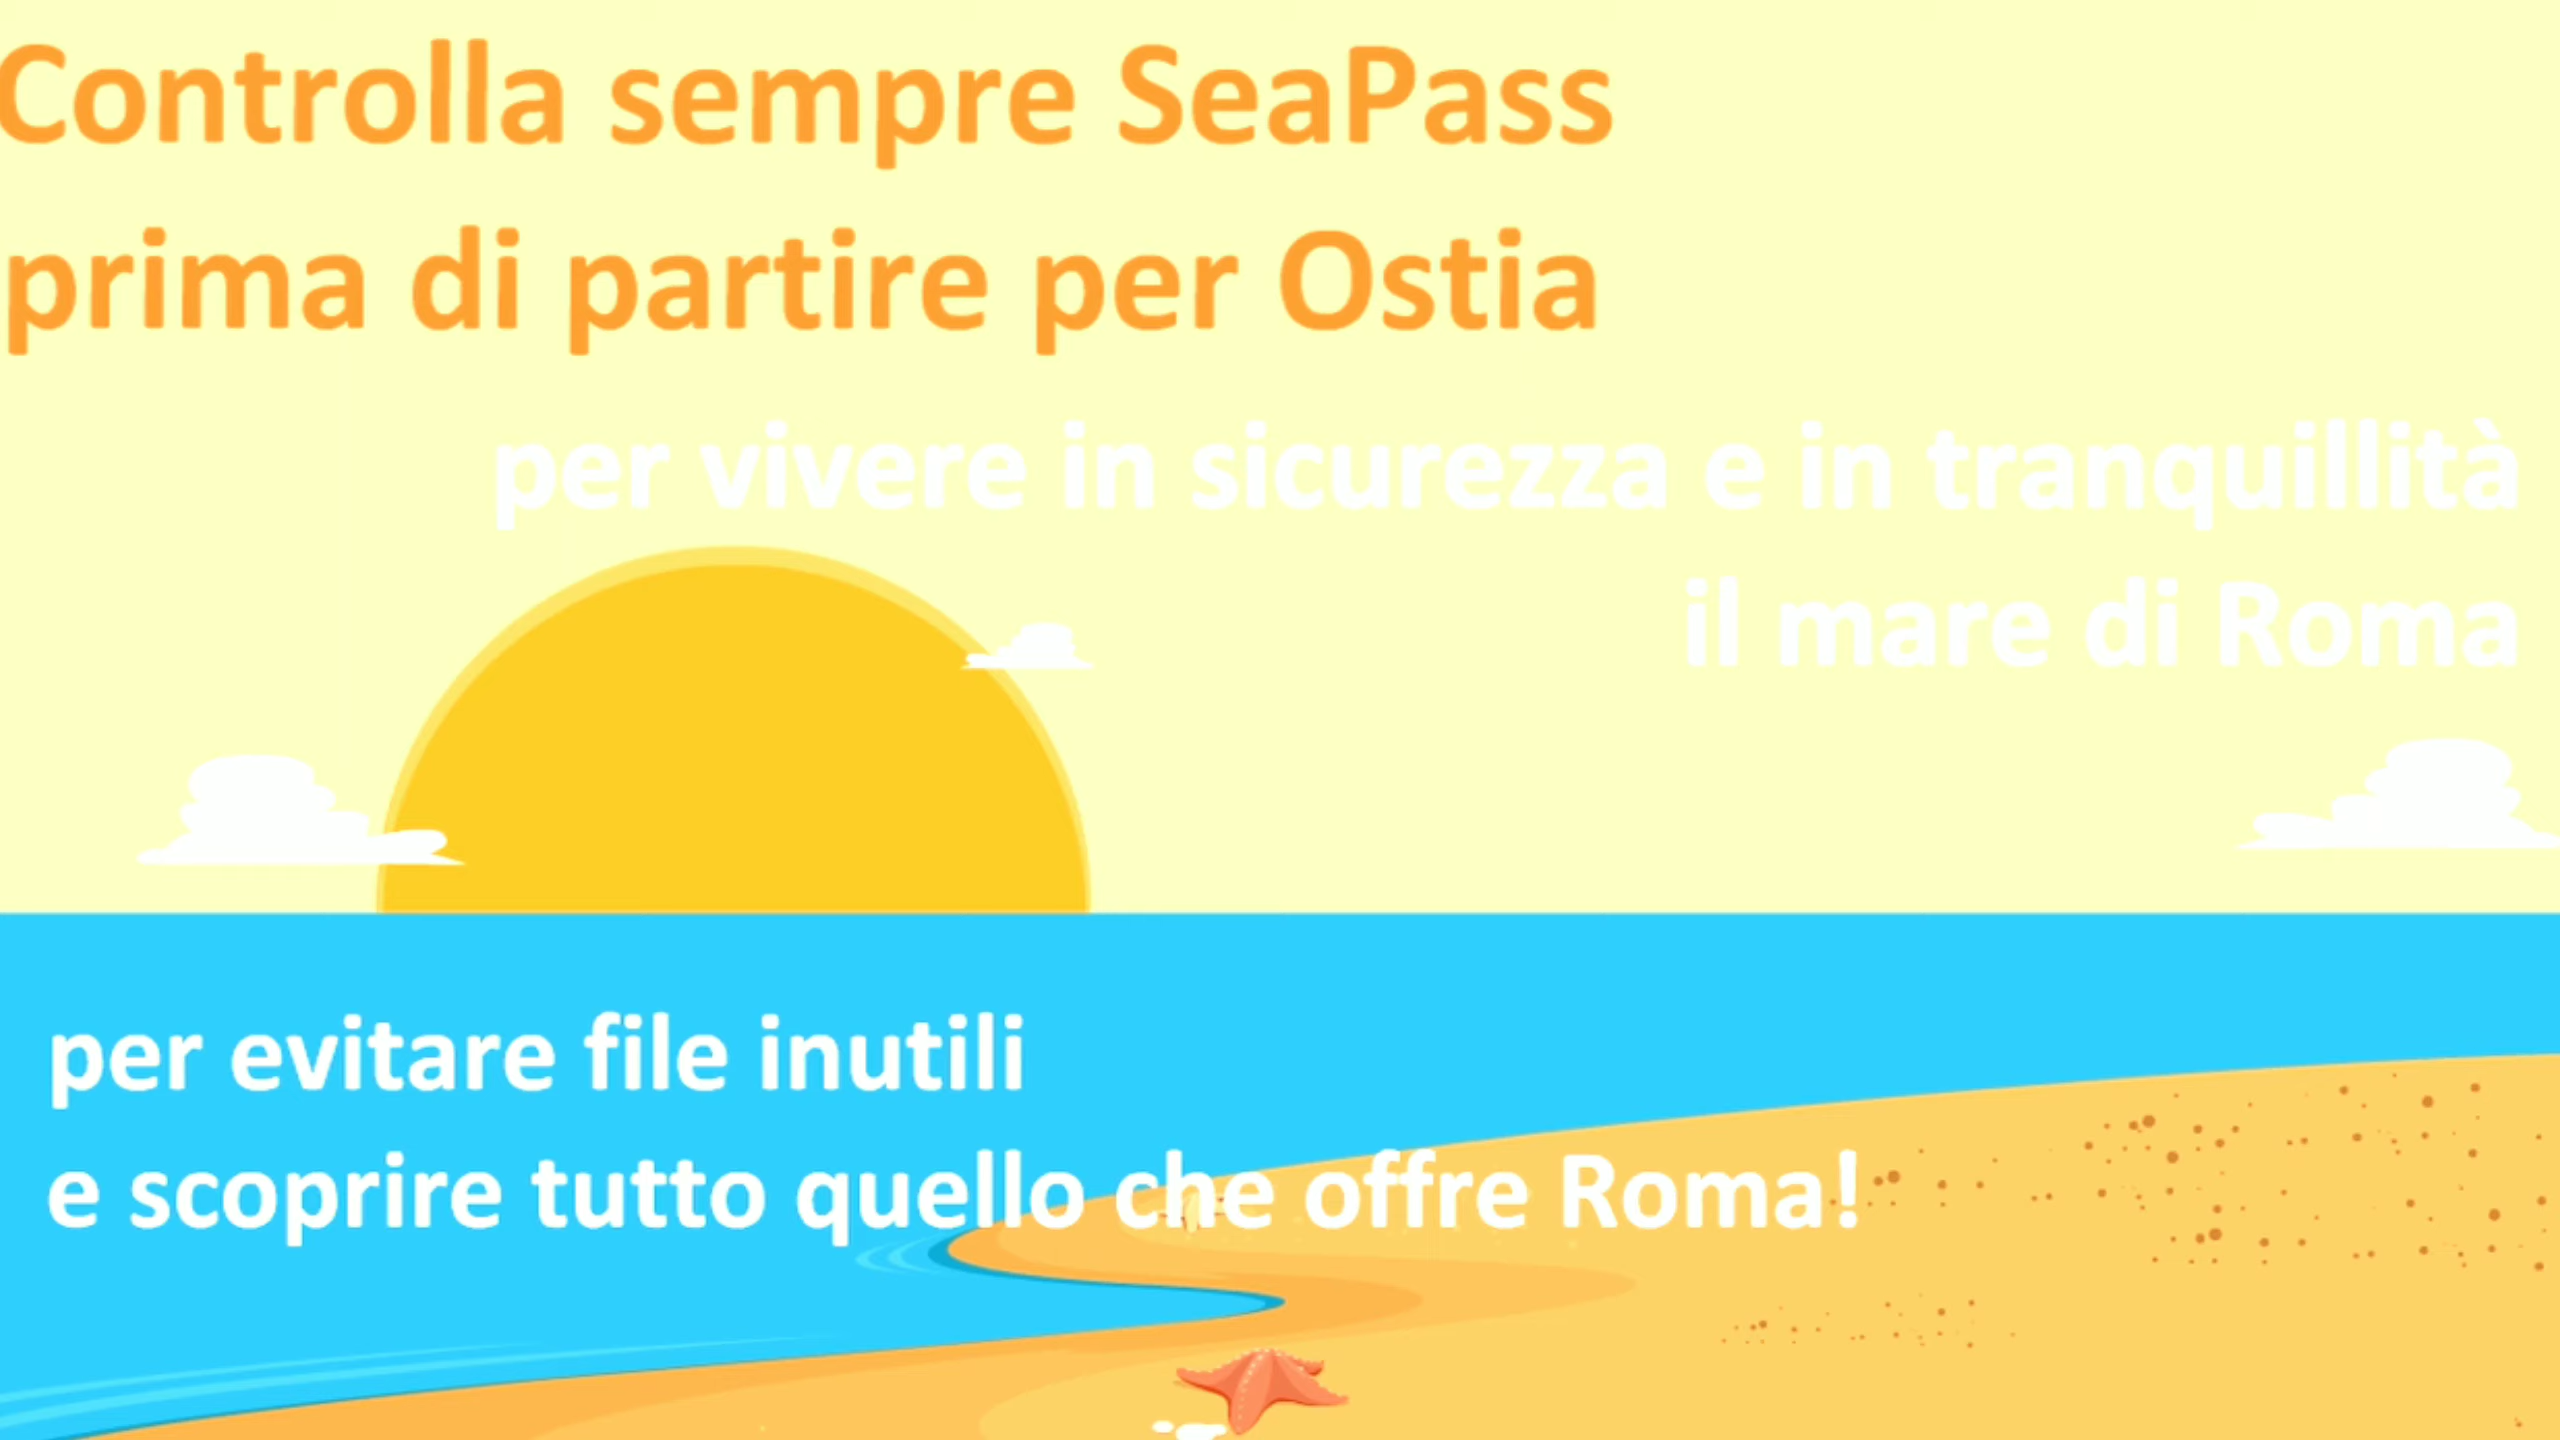 Controlla sempre SeaPass
prima di partire per Ostia
per vivere in sicurezza e in tranquillità
il mare di Roma
per evitare file inutili
e scoprire tutto quello che offre Roma!